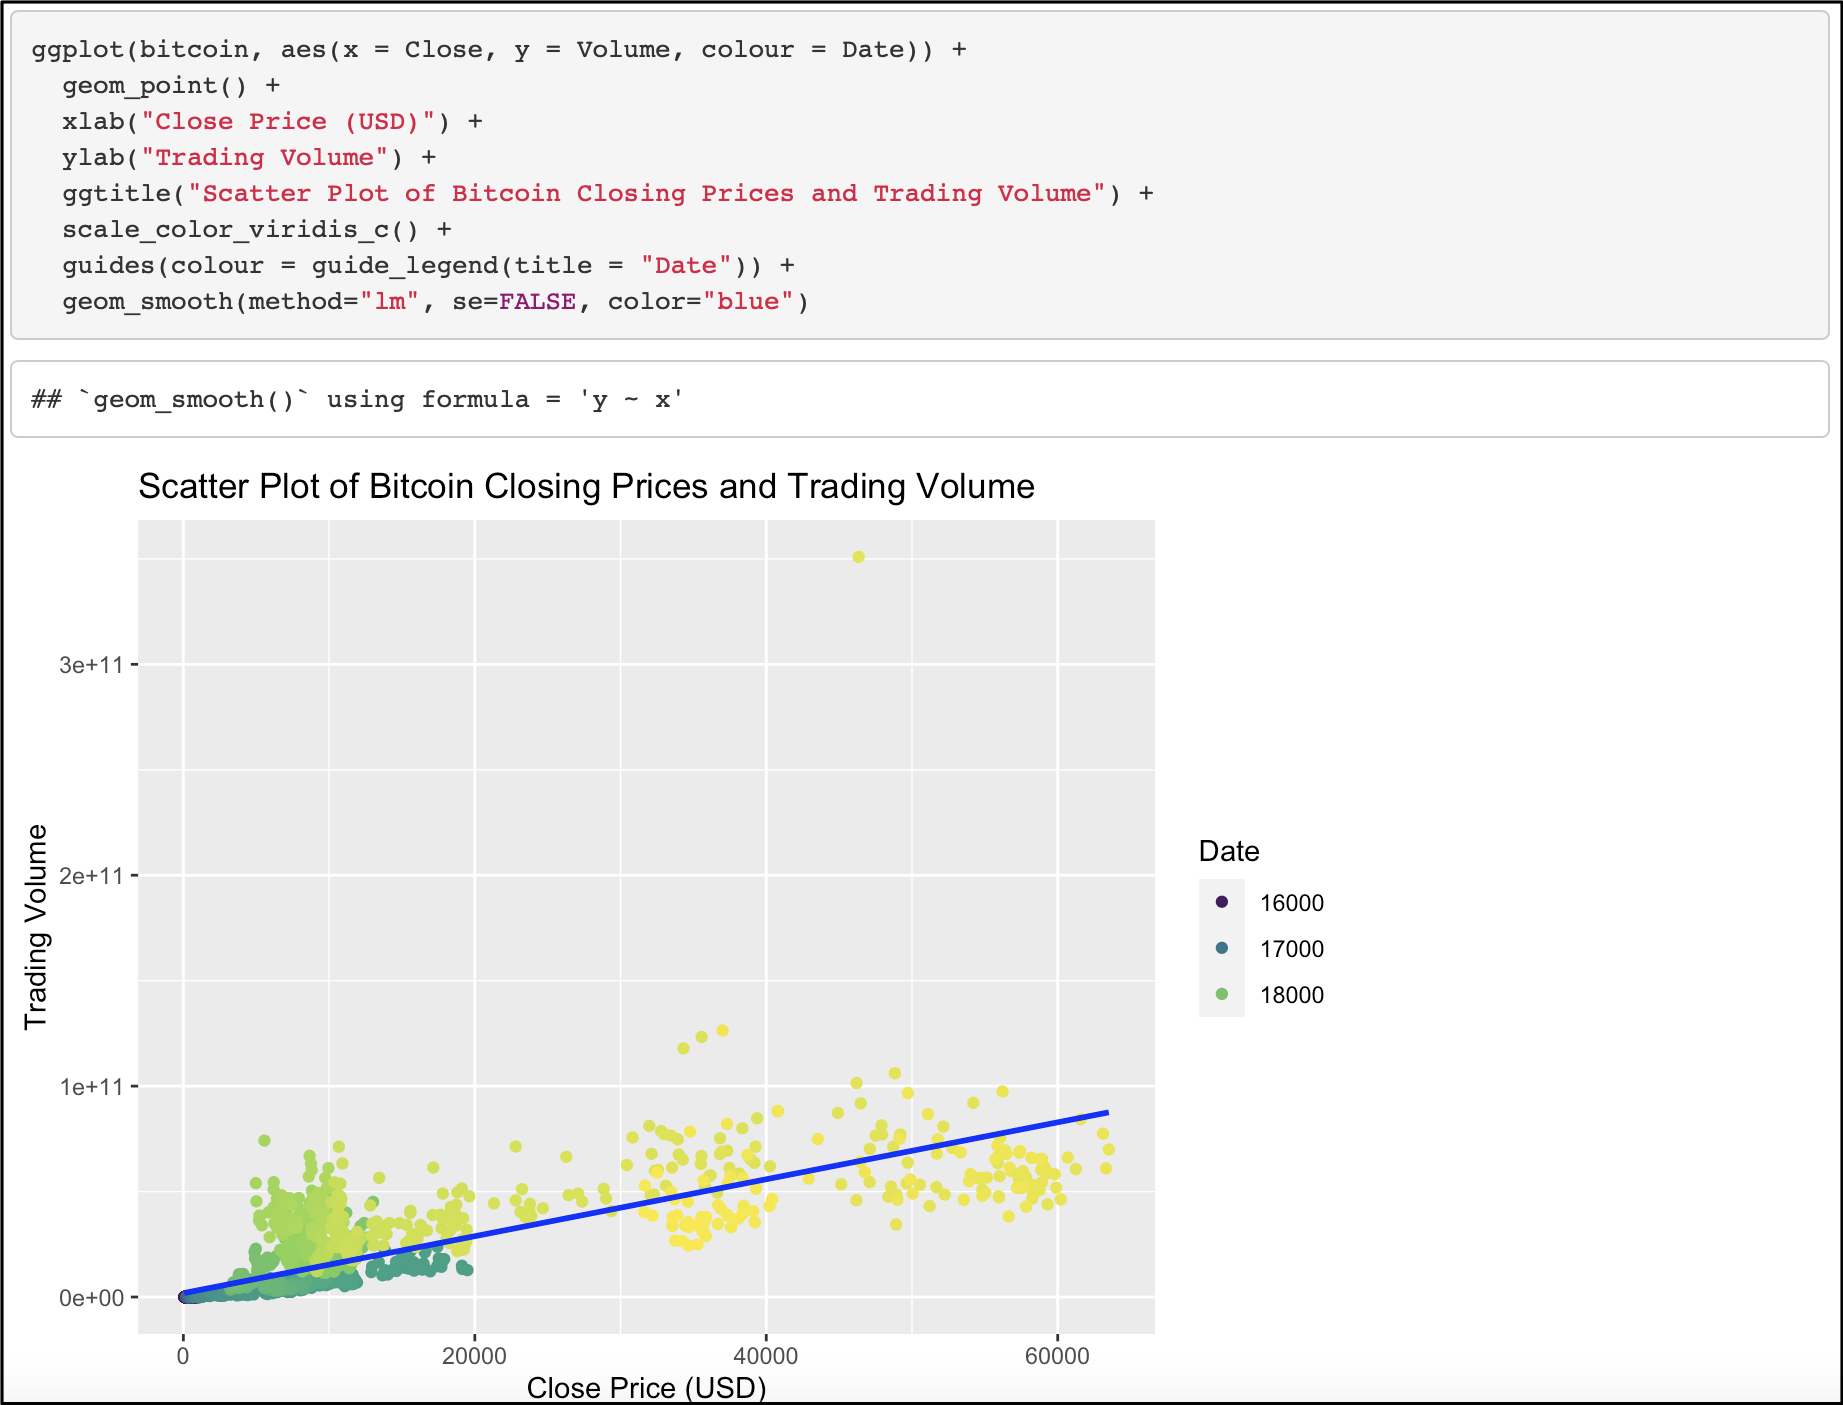 ggplot(bitcoin, aes(x = Close, y = Volume, colour = Date)) +
  geom_point() +
  xlab("Close Price (USD)") +
  ylab("Trading Volume") +
  ggtitle("Scatter Plot of Bitcoin Closing Prices and Trading Volume") +
  scale_color_viridis_c() +
  guides(colour = guide_legend(title = "Date")) +
  geom_smooth(method="lm", se=FALSE, color="blue")
## `geom_smooth()` using formula = 'y ~ x'
Scatter Plot of Bitcoin Closing Prices and Trading Volume
Trading Volume
3e+11
2e+11
1e+11
0e+00
0 20000 40000 60000
Close Price (USD)
Date
16000
17000
18000